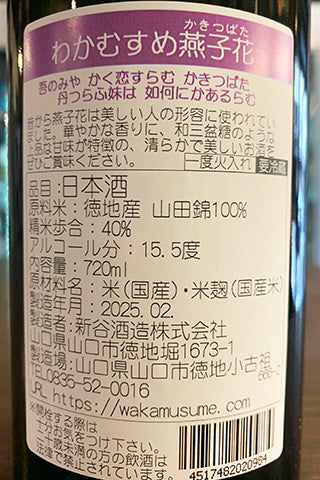 かきつばた
わかむすめ燕子花
吾のみや かく恋すらむ かきつばた
丹つらふ妹は 如何にかあるらむ
昔から燕子花は美しい人の形容に使われてい
ました。華やかな香りに、和三盆糖のような
上品な甘味が特徴の、清らかで美しいお酒を
ぜひご賞味ください。
一度火入れ 要冷蔵
品目:日本酒
原料米:徳地産 山田錦100%
精米歩合:40%
アルコール分:15.5度
内容量:720ml
原材料名:米(国産)・米麹(国産米)
製造年月:2025.02.
製造者:新谷酒造株式会社
山口県山口市徳地堀1673-1
製造場:山口県山口市徳地小古祖
666-2
TEL0835-52-0016
URL https://wakamusume.com
※開栓する際は
十分お気をつけ下さい。
二十歳未満の方の飲酒は
法律で禁止されています。
4517482020984